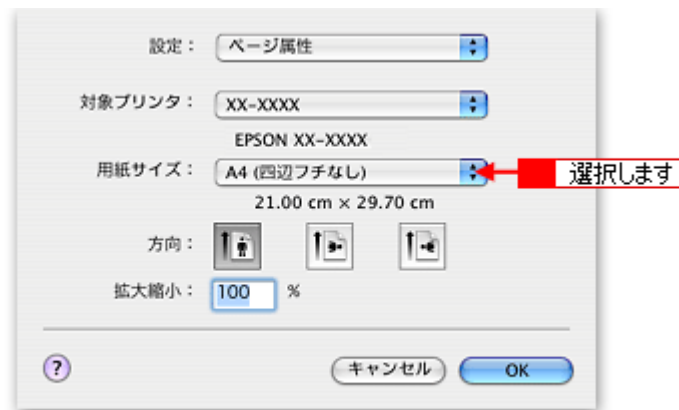 設定： ページ属性
対象プリンタ： XX-XXXX
EPSON XX-XXXX
用紙サイズ： A4 (四辺フチなし)
選択します
21.00 cm × 29.70 cm
方向：
拡大縮小： 100 %
? キャンセル OK